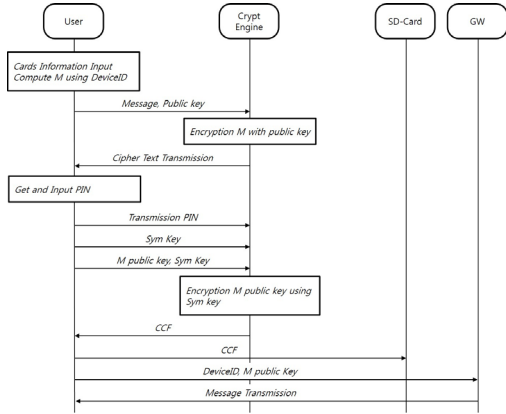 User
Crypt
Engine
SD-Card
GW
Cards Information Input
Compute M using DeviceID
Message, Public key
Encryption M with public key
Cipher Text Transmission
Get and Input PIN
Transmission PIN
Sym Key
M public key, Sym Key
Encryption M public key using
Sym key
CCF
CCF
DeviceID, M public Key
Message Transmission